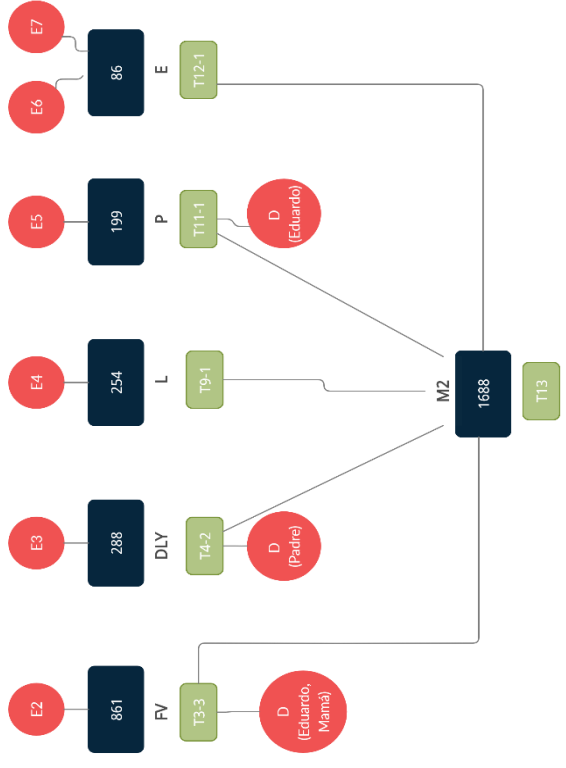 E2
E3
E4
E5
E6
E7
861
288
254
199
86
FV
DLY
L
P
E
T3-3
T4-2
T9-1
T11-1
T12-1
D
(Eduardo,
Mamá)
D
(Padre)
D
(Eduardo)
M2
1688
T13